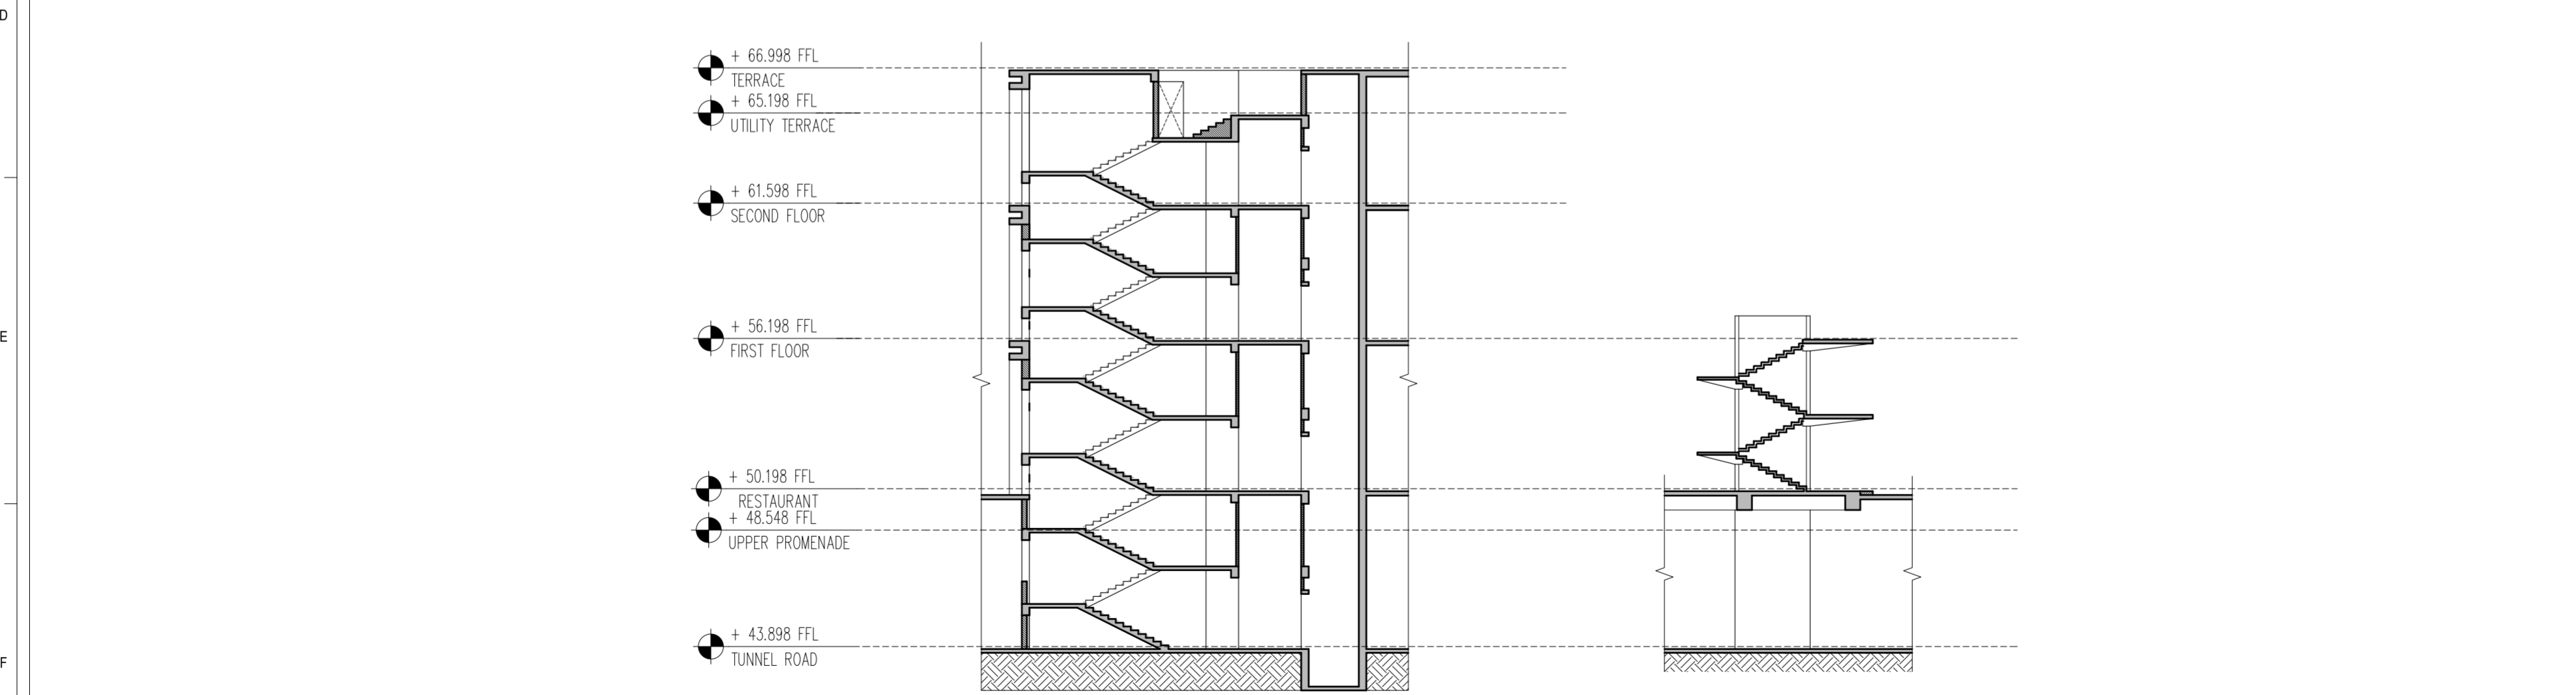 D
+ 66.998 FFL
TERRACE
+ 65.198 FFL
UTILITY TERRACE
+ 61.598 FFL
SECOND FLOOR
+ 56.198 FFL
E
FIRST FLOOR
+ 50.198 FFL
RESTAURANT
+ 48.548 FFL
UPPER PROMENADE
+ 43.898 FFL
F
TUNNEL ROAD